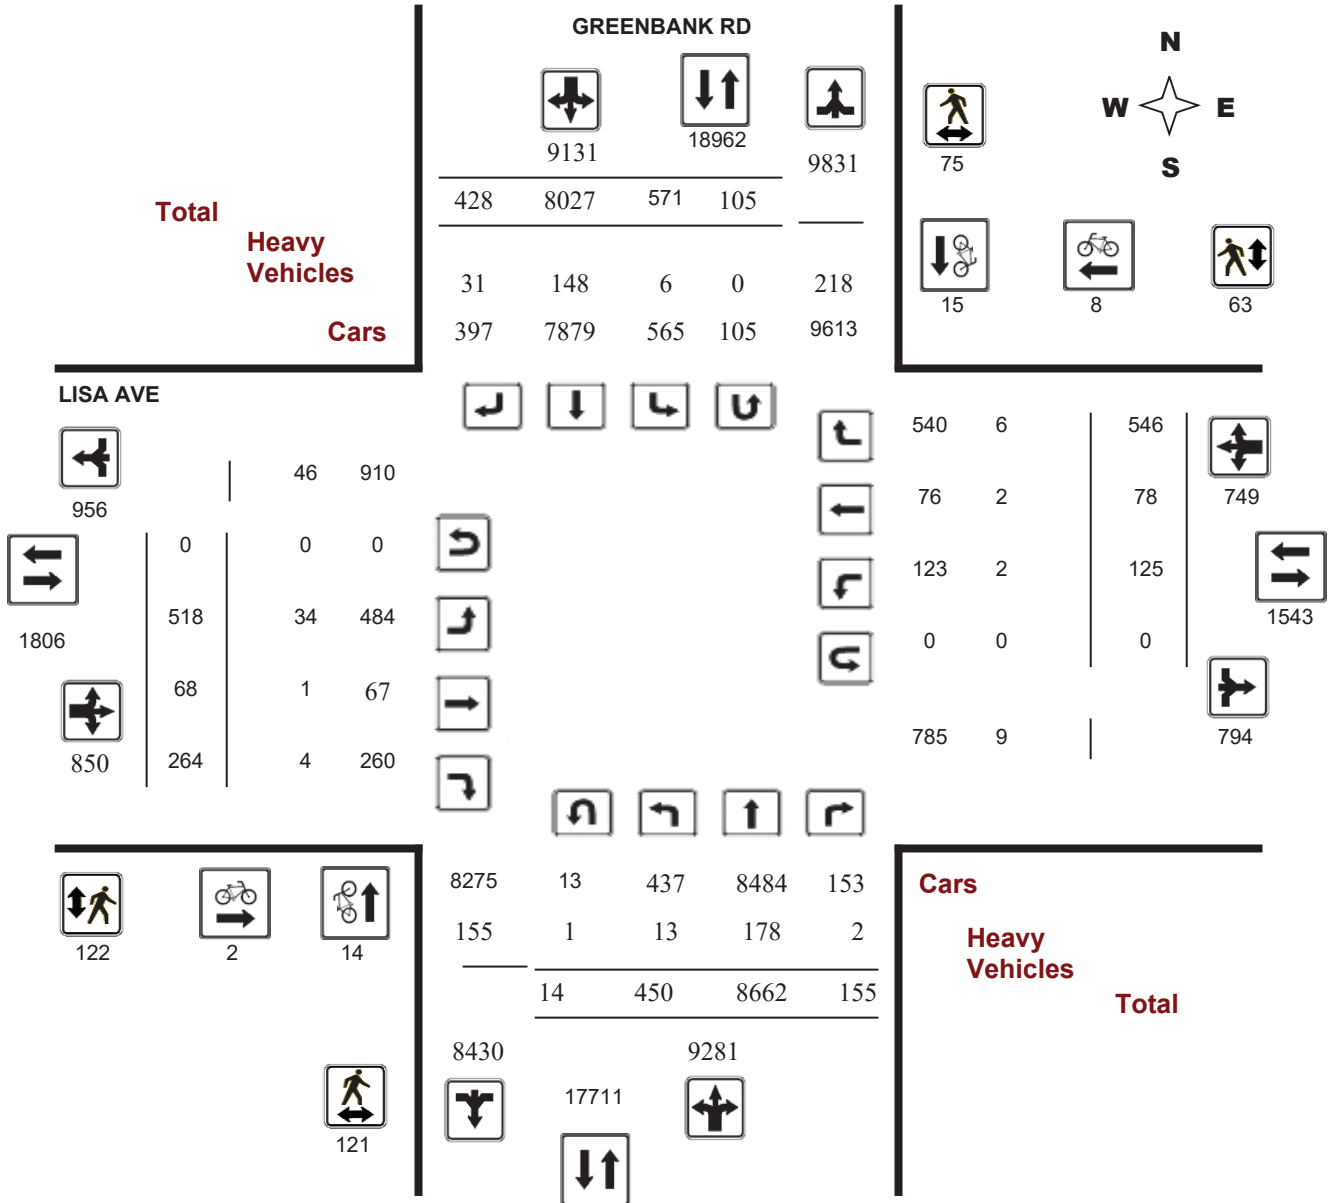 GREENBANK RD
N
W E
S
9131 18962 9831 75
428 8027 571 105
Total
Heavy
Vehicles
31 148 6 0 218
15 8 63
Cars 397 7879 565 105 9613
LISA AVE
540 6 546
46 910
76 2 78 749
956
0 0 0
123 2 125
518 34 484 1543
1806
0 0 0
68 1 67
785 9 794
850 264 4 260
8275 13 437 8484 153 Cars
155 1 13 178 2 Heavy
Vehicles
122 2 14
14 450 8662 155 Total
8430 9281
17711
121